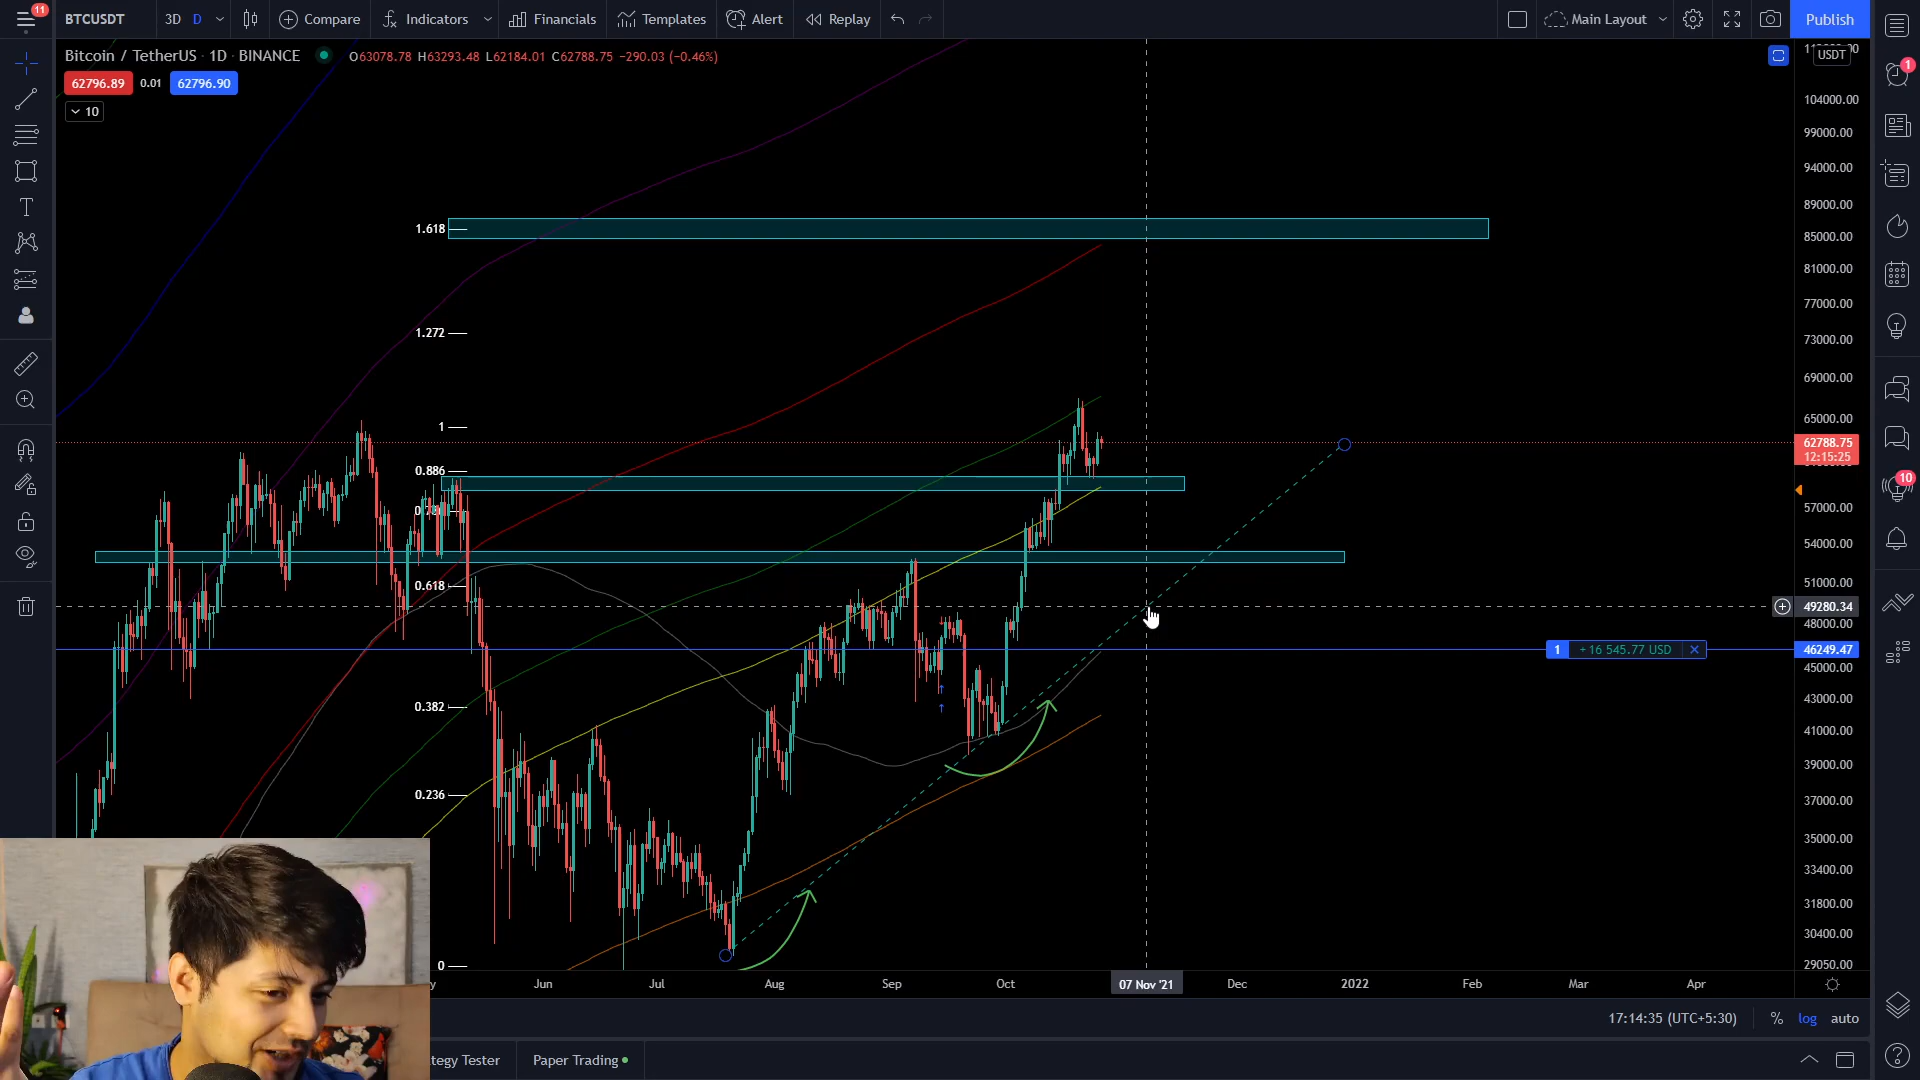 11
BTCUSDT
3D
D
Compare
Indicators
Financials
Templates
Alert
Replay
Main Layout
Publish
Bitcoin / TetherUS · 1D · BINANCE
O63078.78 H63293.48 L62184.01 C62788.75 −290.03 (−0.46%)
USDT
62796.89
0.01
62796.90
10
1
104000.00
99000.00
94000.00
89000.00
85000.00
81000.00
77000.00
73000.00
69000.00
65000.00
62788.75
12:15:25
57000.00
54000.00
51000.00
49280.34
48000.00
46249.47
45000.00
43000.00
41000.00
39000.00
37000.00
35000.00
33400.00
31800.00
30400.00
29050.00
1.618
1.272
1
0.886
0.618
0.382
0.236
0
1
+16 545.77 USD
10
Jun
Jul
Aug
Sep
Oct
07 Nov '21
Dec
2022
Feb
Mar
Apr
17:14:35 (UTC+5:30)
%
log
auto
tegy Tester
Paper Trading